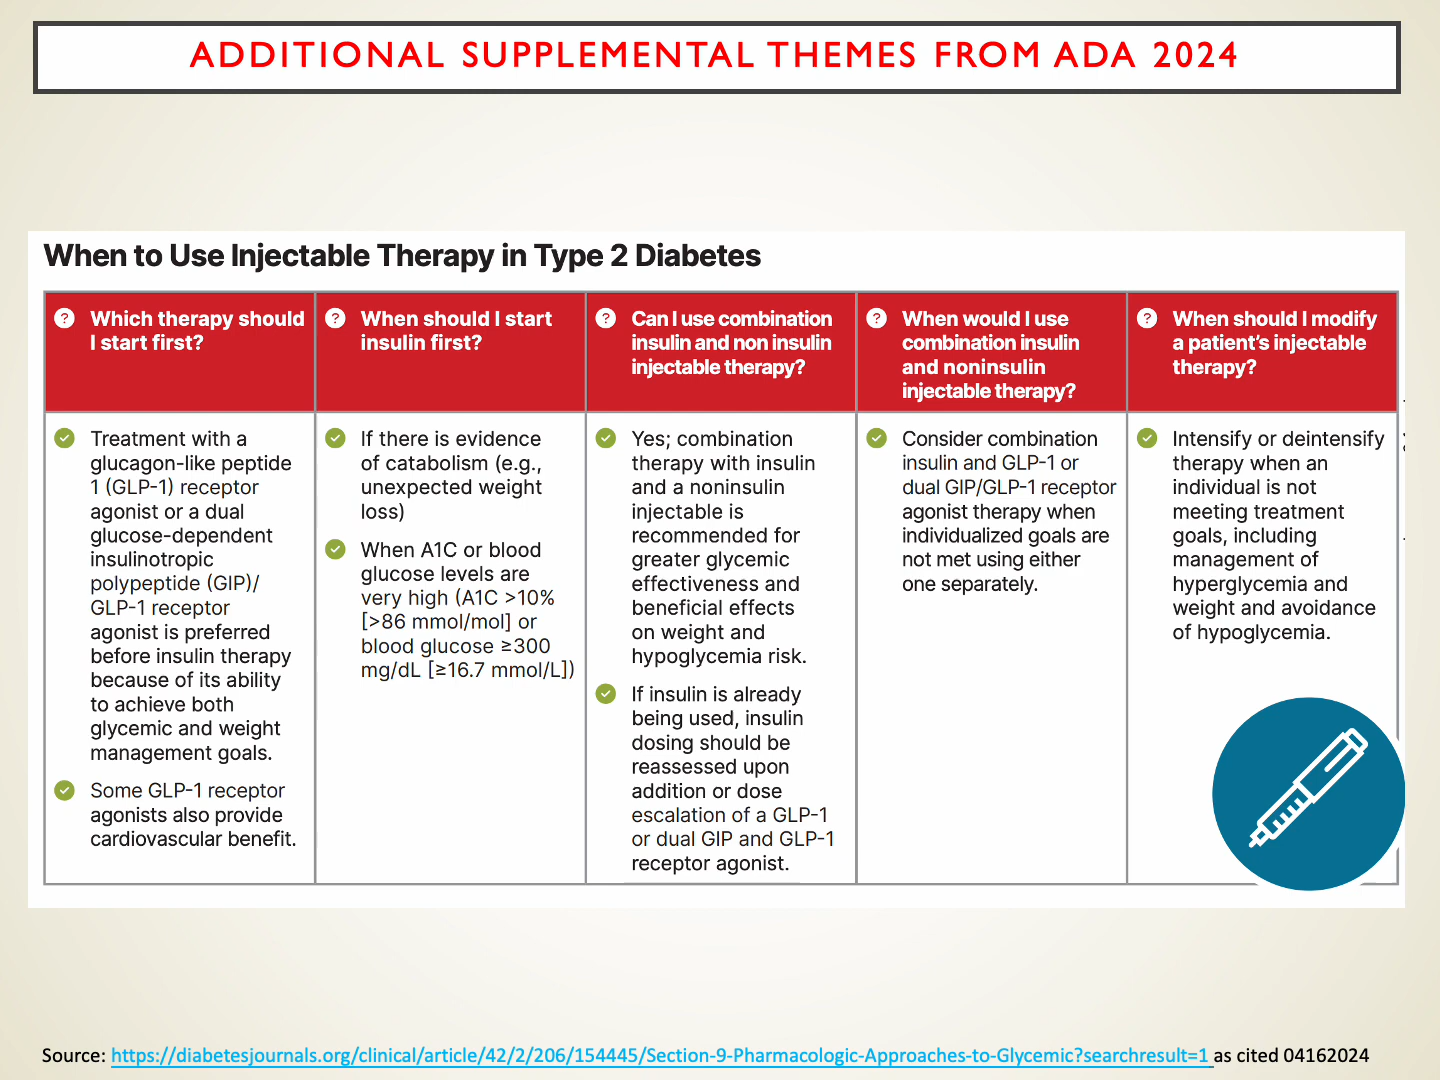 ADDITIONAL SUPPLEMENTAL THEMES FROM ADA 2024
When to Use Injectable Therapy in Type 2 Diabetes
? Which therapy should
I start first?
Treatment with a
glucagon-like peptide
1 (GLP-1) receptor
agonist or a dual
glucose-dependent
insulinotropic
polypeptide (GIP)/
GLP-1 receptor
agonist is preferred
before insulin therapy
because of its ability
to achieve both
glycemic and weight
management goals.
Some GLP-1 receptor
agonists also provide
cardiovascular benefit.
? When should I start
insulin first?
If there is evidence
of catabolism (e.g.,
unexpected weight
loss)
When A1C or blood
glucose levels are
very high (A1C >10%
[>86 mmol/mol] or
blood glucose ≥300
mg/dL [≥16.7 mmol/L])
? Can I use combination
insulin and non insulin
injectable therapy?
Yes; combination
therapy with insulin
and a noninsulin
injectable is
recommended for
greater glycemic
effectiveness and
beneficial effects
on weight and
hypoglycemia risk.
If insulin is already
being used, insulin
dosing should be
reassessed upon
addition or dose
escalation of a GLP-1
or dual GIP and GLP-1
receptor agonist.
? When would I use
combination insulin
and noninsulin
injectable therapy?
Consider combination
insulin and GLP-1 or
dual GIP/GLP-1 receptor
agonist therapy when
individualized goals are
not met using either
one separately.
? When should I modify
a patient's injectable
therapy?
Intensify or deintensify
therapy when an
individual is not
meeting treatment
goals, including
management of
hyperglycemia and
weight and avoidance
of hypoglycemia.
Source: https://diabetesjournals.org/clinical/article/42/2/206/154445/Section-9-Pharmacologic-Approaches-to-Glycemic?searchresult=1 as cited 04162024